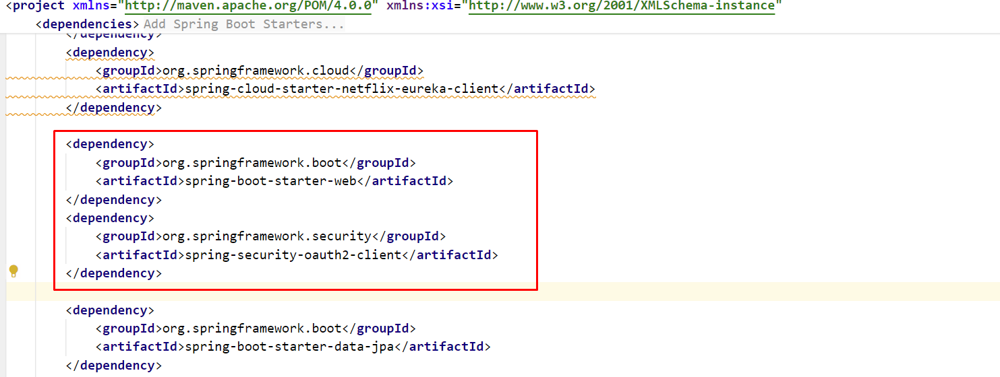 <project xmlns="http://maven.apache.org/POM/4.0.0" xmlns:xsi="http://www.w3.org/2001/XMLSchema-instance"
<dependencies> Add Spring Boot Starters...
</dependency>
<dependency>
<groupId>org.springframework.cloud</groupId>
<artifactId>spring-cloud-starter-netflix-eureka-client</artifactId>
</dependency>
<dependency>
<groupId>org.springframework.boot</groupId>
<artifactId>spring-boot-starter-web</artifactId>
</dependency>
<dependency>
<groupId>org.springframework.security</groupId>
<artifactId>spring-security-oauth2-client</artifactId>
</dependency>
<dependency>
<groupId>org.springframework.boot</groupId>
<artifactId>spring-boot-starter-data-jpa</artifactId>
</dependency>